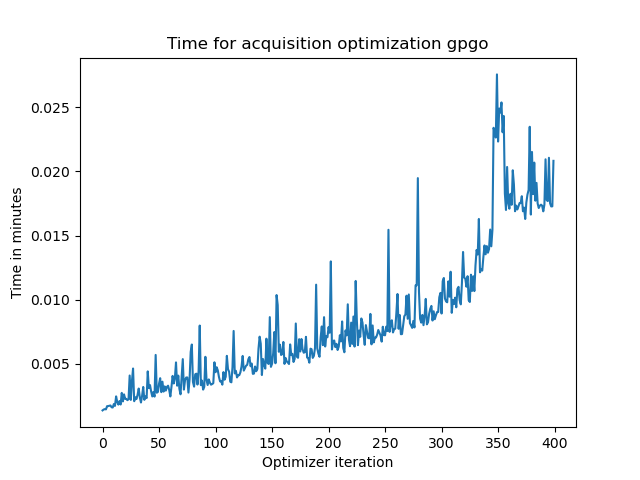 Time for acquisition optimization gpgo
0.025
0.020
0.015
0.010
0.005
Time in minutes
0 50 100 150 200 250 300 350 400
Optimizer iteration